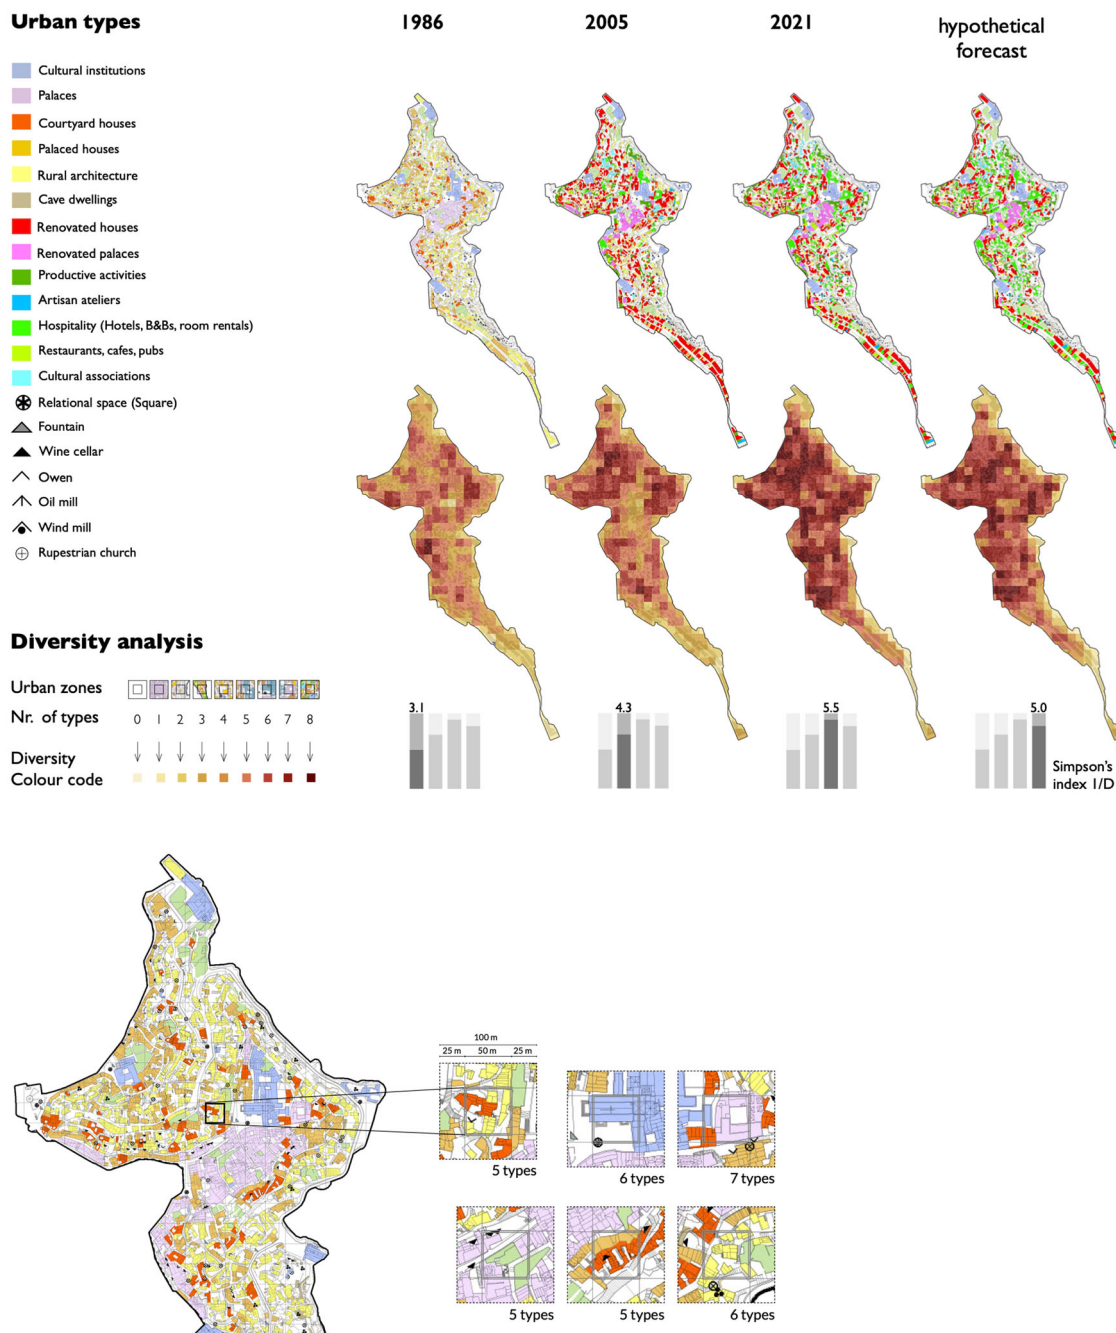 Urban types
1986
2005
2021
hypothetical
forecast
Cultural institutions
Palaces
Courtyard houses
Palaced houses
Rural architecture
Cave dwellings
Renovated houses
Renovated palaces
Productive activities
Artisan ateliers
Hospitality (Hotels, B&Bs, room rentals)
Restaurants, cafes, pubs
Cultural associations
Relational space (Square)
Fountain
Wine cellar
Owen
Oil mill
Wind mill
Rupestrian church
Diversity analysis
Urban zones
Nr. of types 0 1 2 3 4 5 6 7 8
Diversity
Colour code
3.1
4.3
5.5
5.0
Simpson's
index 1/D
100 m
25 m 50 m 25 m
5 types
6 types
7 types
5 types
5 types
6 types